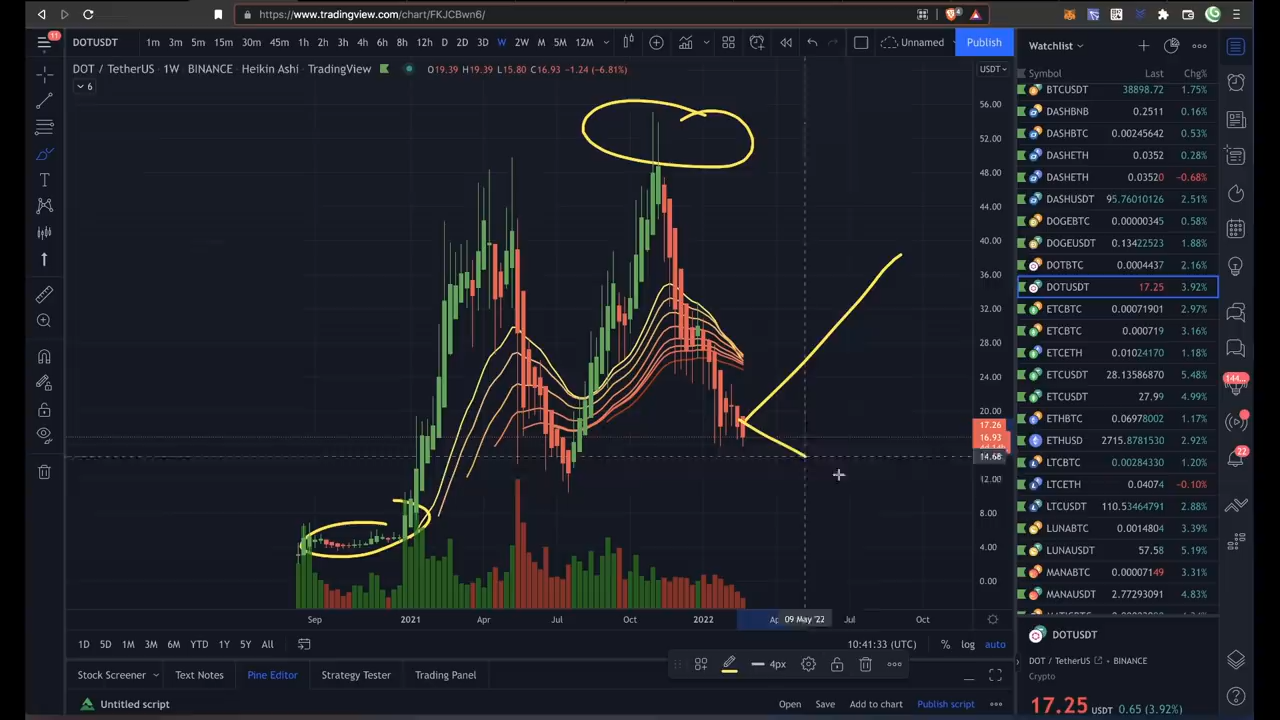 https://www.tradingview.com/chart/FKJCBwn6/
4
11
DOTUSDT 1m 3m 5m 15m 30m 45m 1h 2h 3h 4h 6h 8h 12h D 2D 3D W 2W M 5M 12M Unnamed Publish
Watchlist
DOT / TetherUS · 1W · BINANCE Heikin Ashi · TradingView O19.39 H19.39 L15.80 C16.93 −1.24 (−6.81%)
USDT
6
Symbol Last Chg%
BTCUSDT 38898.72 1.75%
DASHBNB 0.2511 0.16%
DASHBTC 0.00245642 0.53%
DASHETH 0.0352 0.28%
DASHETH 0.03520 −0.68%
DASHUSDT 95.76010126 2.51%
DOGEBTC 0.00000345 0.58%
DOGEUSDT 0.13422523 1.88%
DOTBTC 0.0004437 2.16%
DOTUSDT 17.25 3.92%
ETCBTC 0.00071901 2.97%
ETCBTC 0.000719 3.16%
ETCETH 0.01024170 1.18%
ETCUSDT 28.13586870 5.48%
ETCUSDT 27.99 4.99%
ETHBTC 0.06978002 1.17%
ETHUSD 2715.8781530 2.92%
LTCBTC 0.00284330 1.20%
LTCETH 0.04074 −0.10%
LTCUSDT 110.53464791 2.88%
LUNABTC 0.0014804 3.39%
LUNAUSDT 57.58 5.19%
MANABTC 0.00007149 3.31%
MANAUSDT 2.77293091 4.83%
56.00
52.00
48.00
44.00
40.00
36.00
32.00
28.00
24.00
20.00
17.26
16.93
14.68
12.00
8.00
4.00
0.00
144...
22
Sep 2021 Apr Jul Oct 2022 09 May '22 Jul Oct
1D 5D 1M 3M 6M YTD 1Y 5Y All
10:41:33 (UTC) % log auto
4px
Stock Screener Text Notes Pine Editor Strategy Tester Trading Panel
Untitled script
Open Save Add to chart Publish script
DOTUSDT
DOT / TetherUS BINANCE
Crypto
17.25 USDT 0.65 (3.92%)